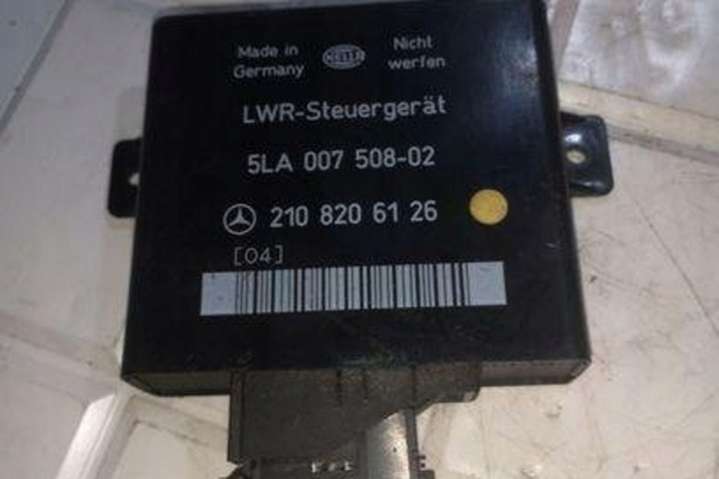 Made in Germany
HELLA
Nicht werfen
LWR-Steuergerät
5LA 007 508-02
210 820 61 26
[04]